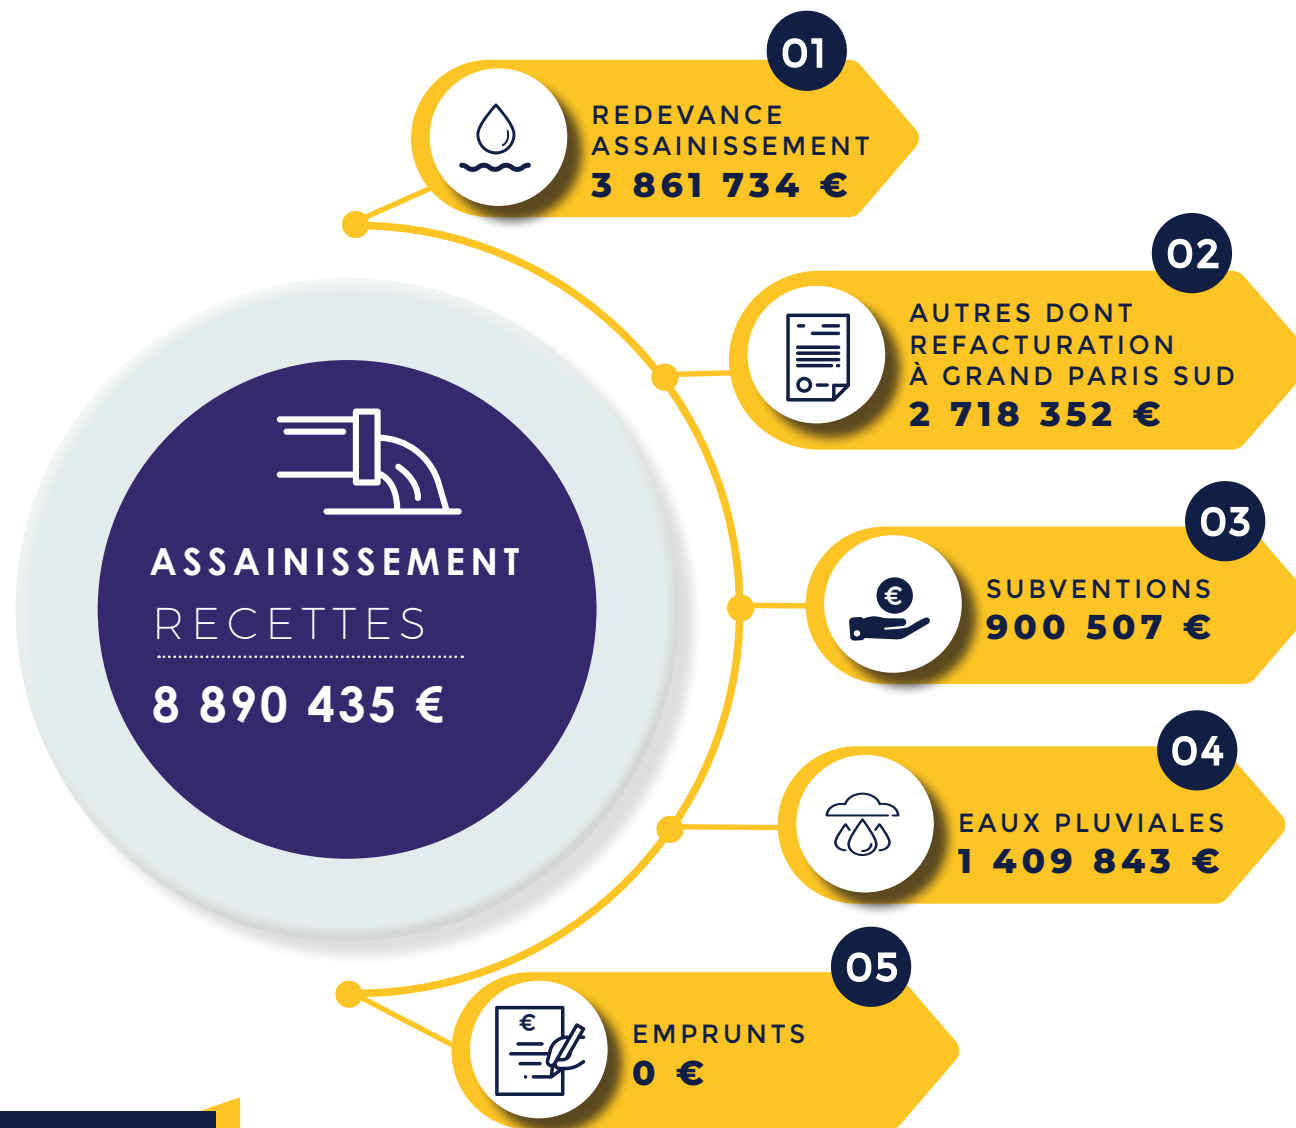 ASSAINISSEMENT
RECETTES
8 890 435 €
01
REDEVANCE
ASSAINISSEMENT
3 861 734 €
02
AUTRES DONT
REFACTURATION
À GRAND PARIS SUD
2 718 352 €
03
€
SUBVENTIONS
900 507 €
04
EAUX PLUVIALES
1 409 843 €
05
€
EMPRUNTS
0 €